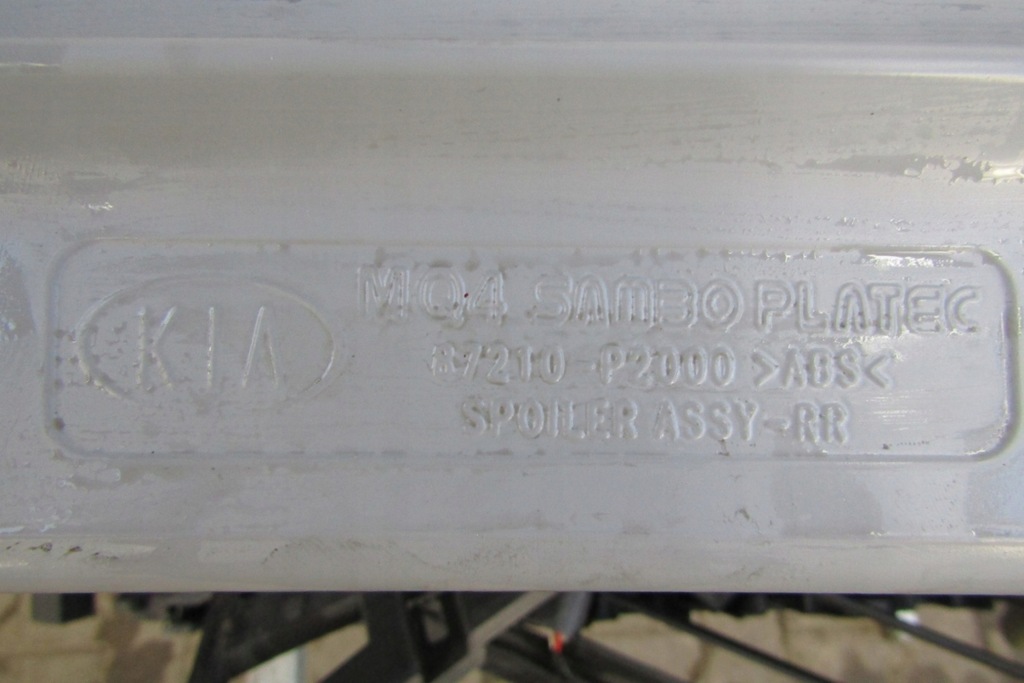 KIA
MQ4 SAMBO PLATEC
87210-P2000 >ABS<
SPOILER ASSY-RR